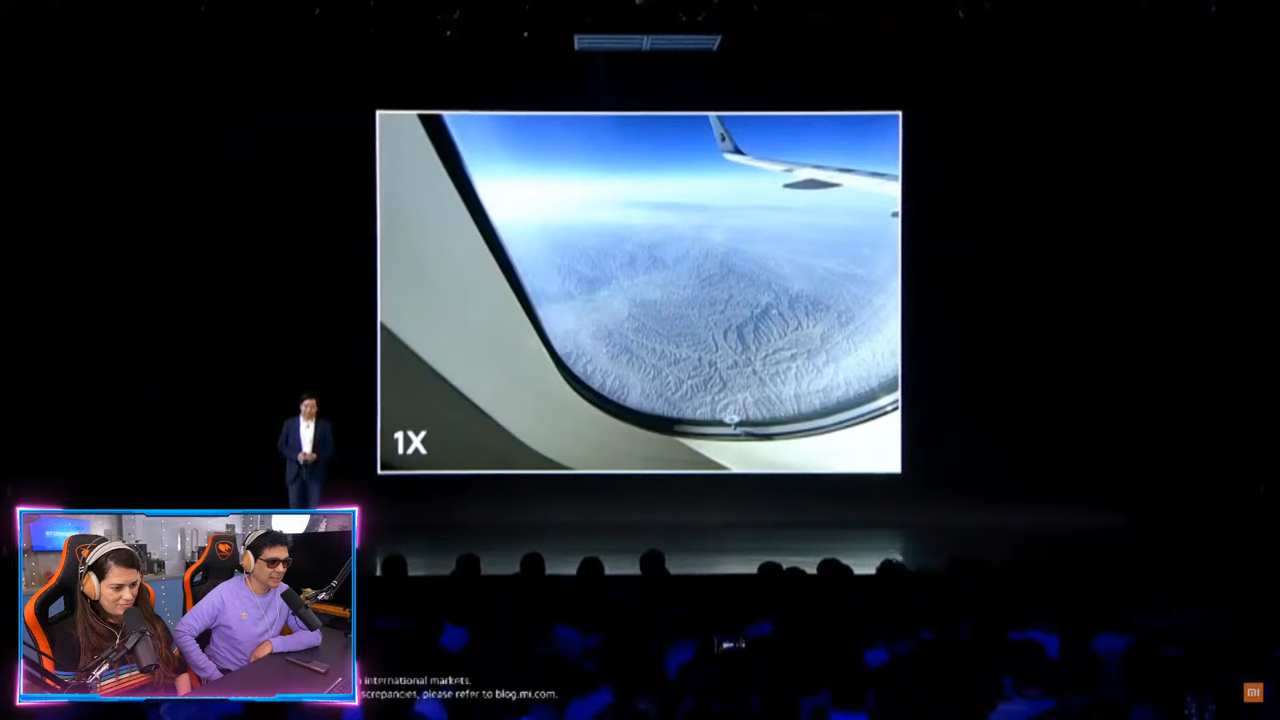 1X
international markets.
screpancies, please refer to blog.mi.com.
mi